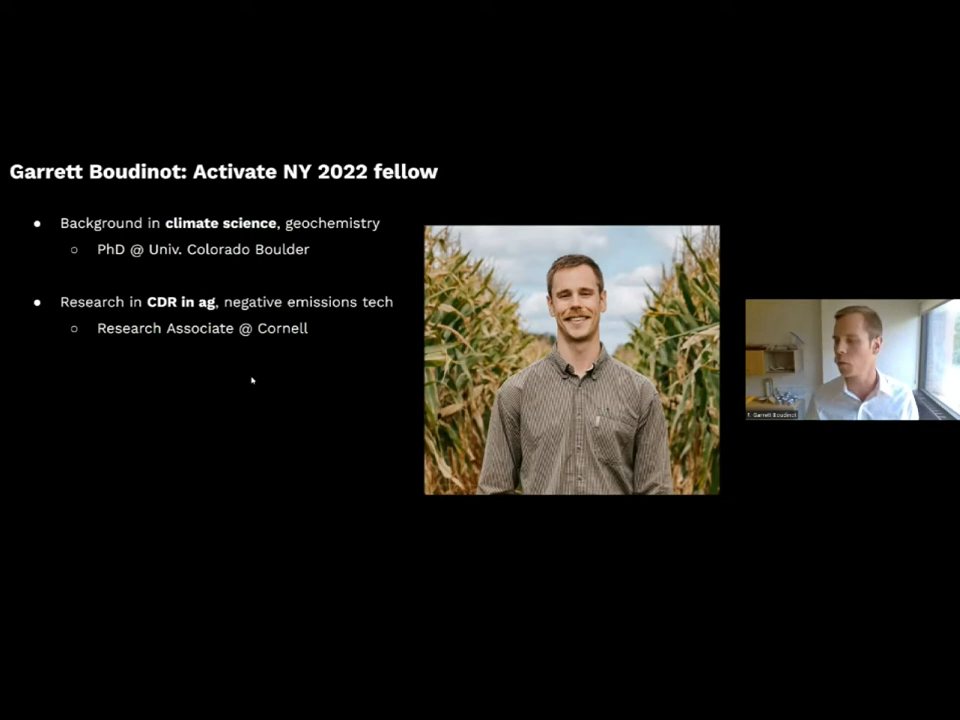 Garrett Boudinot: Activate NY 2022 fellow
● Background in climate science, geochemistry
○ PhD @ Univ. Colorado Boulder
● Research in CDR in ag, negative emissions tech
○ Research Associate @ Cornell
1. Garrett Boudinot